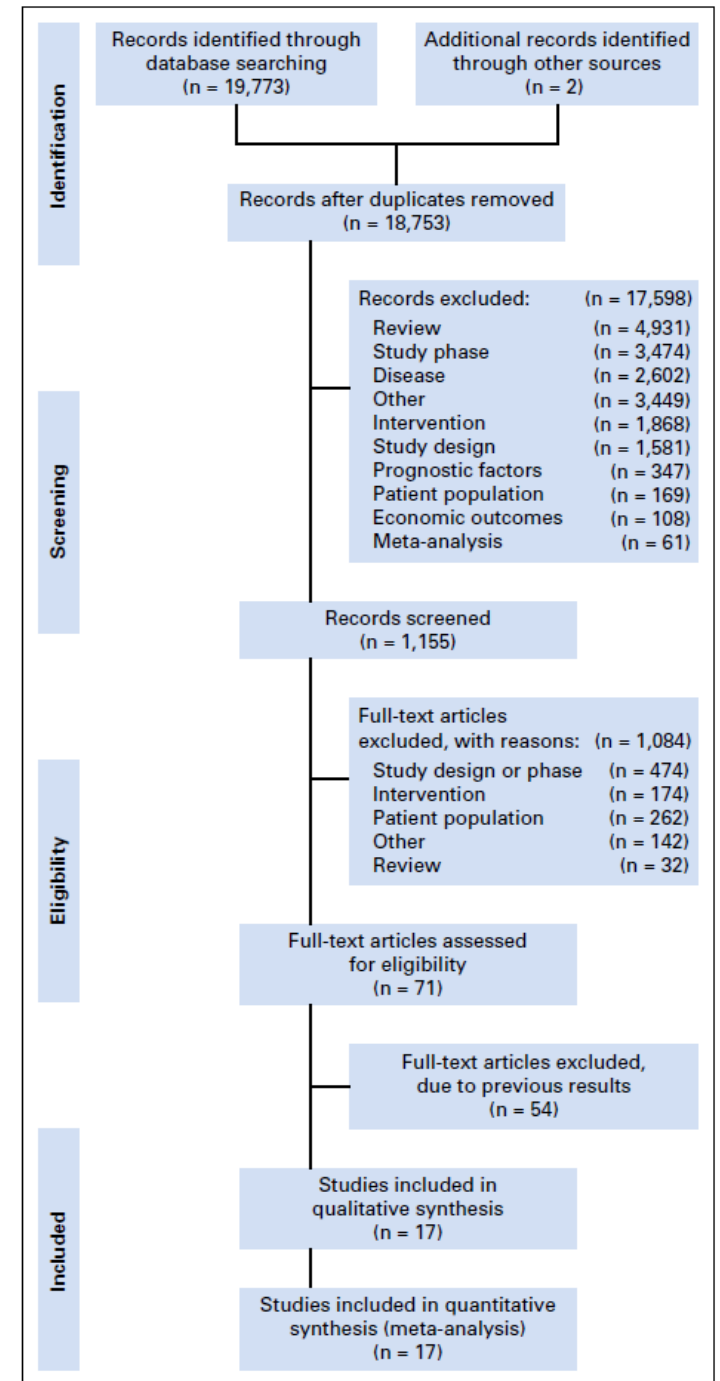 Identification
Records identified through
database searching
(n = 19,773)
Additional records identified
through other sources
(n = 2)
Records after duplicates removed
(n = 18,753)
Screening
Records excluded: (n = 17,598)
Review (n = 4,931)
Study phase (n = 3,474)
Disease (n = 2,602)
Other (n = 3,449)
Intervention (n = 1,868)
Study design (n = 1,581)
Prognostic factors (n = 347)
Patient population (n = 169)
Economic outcomes (n = 108)
Meta-analysis (n = 61)
Records screened
(n = 1,155)
Eligibility
Full-text articles
excluded, with reasons: (n = 1,084)
Study design or phase (n = 474)
Intervention (n = 174)
Patient population (n = 262)
Other (n = 142)
Review (n = 32)
Full-text articles assessed
for eligibility
(n = 71)
Full-text articles excluded,
due to previous results
(n = 54)
Included
Studies included in
qualitative synthesis
(n = 17)
Studies included in quantitative
synthesis (meta-analysis)
(n = 17)